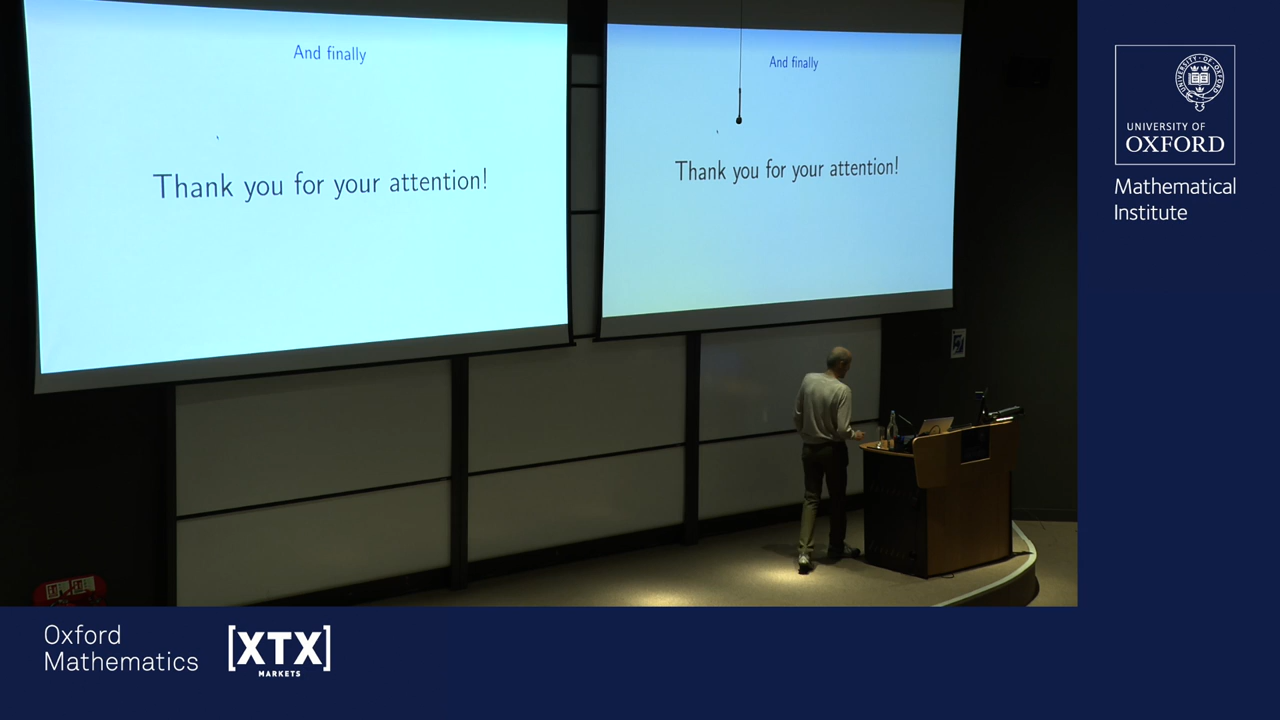 And finally
Thank you for your attention!
And finally
Thank you for your attention!
UNIVERSITY OF
OXFORD
Mathematical
Institute
Oxford
Mathematics
[XTX]
MARKETS